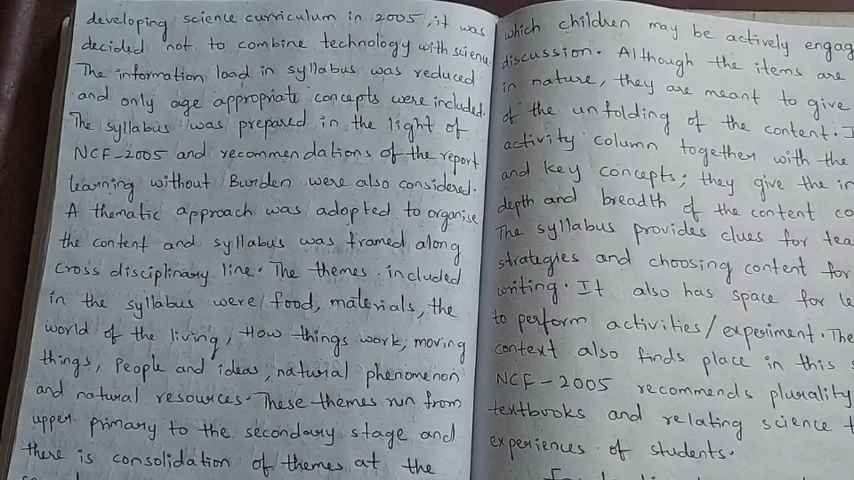 developing science curriculum in 2005, it was
decided not to combine technology with science
The information load in syllabus was reduced
and only age appropriate concepts were included.
The syllabus was prepared in the light of
NCF-2005 and recommendations of the report
learning without Burden were also considered.
A thematic approach was adopted to organise
the content and syllabus was framed along
cross disciplinary line. The themes included
in the syllabus were food, materials, the
world of the living, How things work, moving
things, People and ideas, natural phenomenon
and natural resources. These themes run from
upper primary to the secondary stage and
there is consolidation of themes at the
which children may be actively engag
discussion. Although the items are
in nature, they are meant to give
of the unfolding of the content.
activity column together with the
and key concepts; they give the in
depth and breadth of the content co
The syllabus provides clues for tea
strategies and choosing content for
writing. It also has space for le
to perform activities/experiment. The
context also finds place in this s
NCF-2005 recommends plurality
textbooks and relating science t
experiences of students.